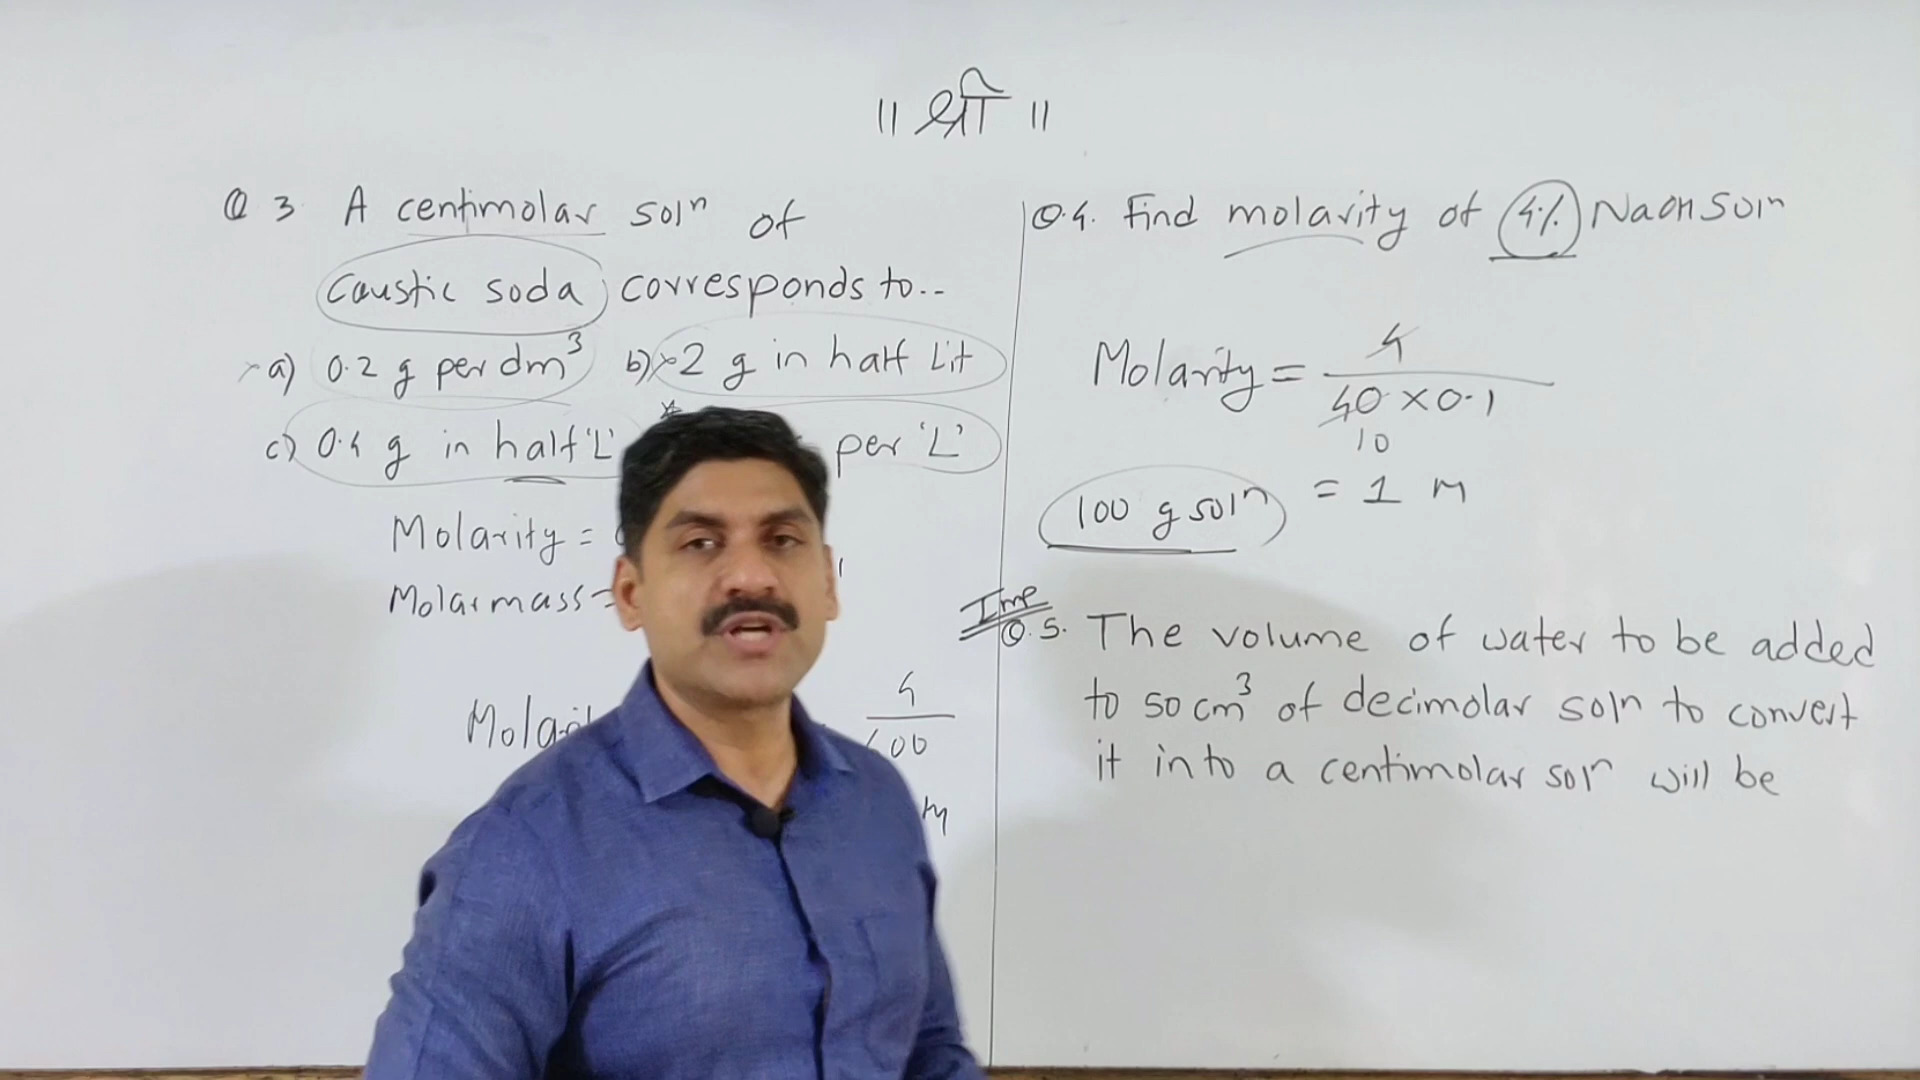 ॥ श्री ॥
Q 3 A centimolar solⁿ of
Caustic soda corresponds to..
a) 0.2 g per dm³ b) 2 g in half Lit
c) 0.4 g in half 'L' per 'L'
Molarity =
Molar mass =
4
Molarit
400
M
Q.4. Find molarity of 4% NaOH Solⁿ
4
Molarity =
40 × 0.1
10
100 g solⁿ = 1 M
Imp
Q.5. The volume of water to be added
to 50 cm³ of decimolar soln to convert
it into a centimolar solⁿ will be